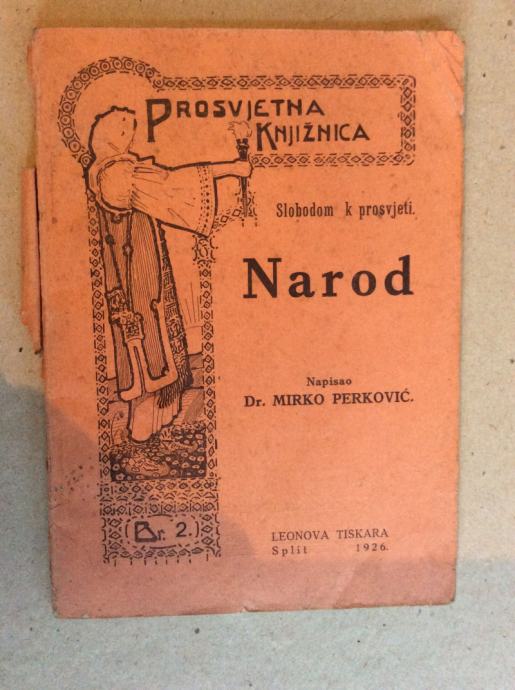 PROSVJETNA
KNJIŽNICA
Slobodom k prosvjeti.
Narod
Napisao
Dr. MIRKO PERKOVIĆ.
Br. 2.
LEONOVA TISKARA
Split 1926.